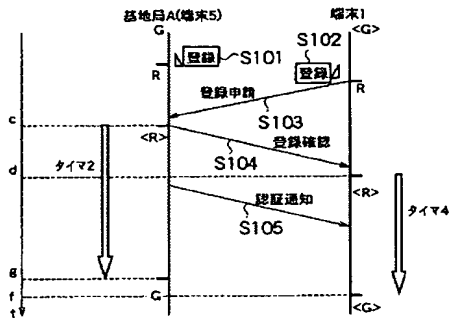 基地局A(端末5)
端末1
G
<G>
登録
S101
S102
登録
R
R
登録申請
S103
c
<R>
登録確認
S104
タイマ2
d
<R>
認証通知
タイマ4
S105
g
f
G
<G>
t